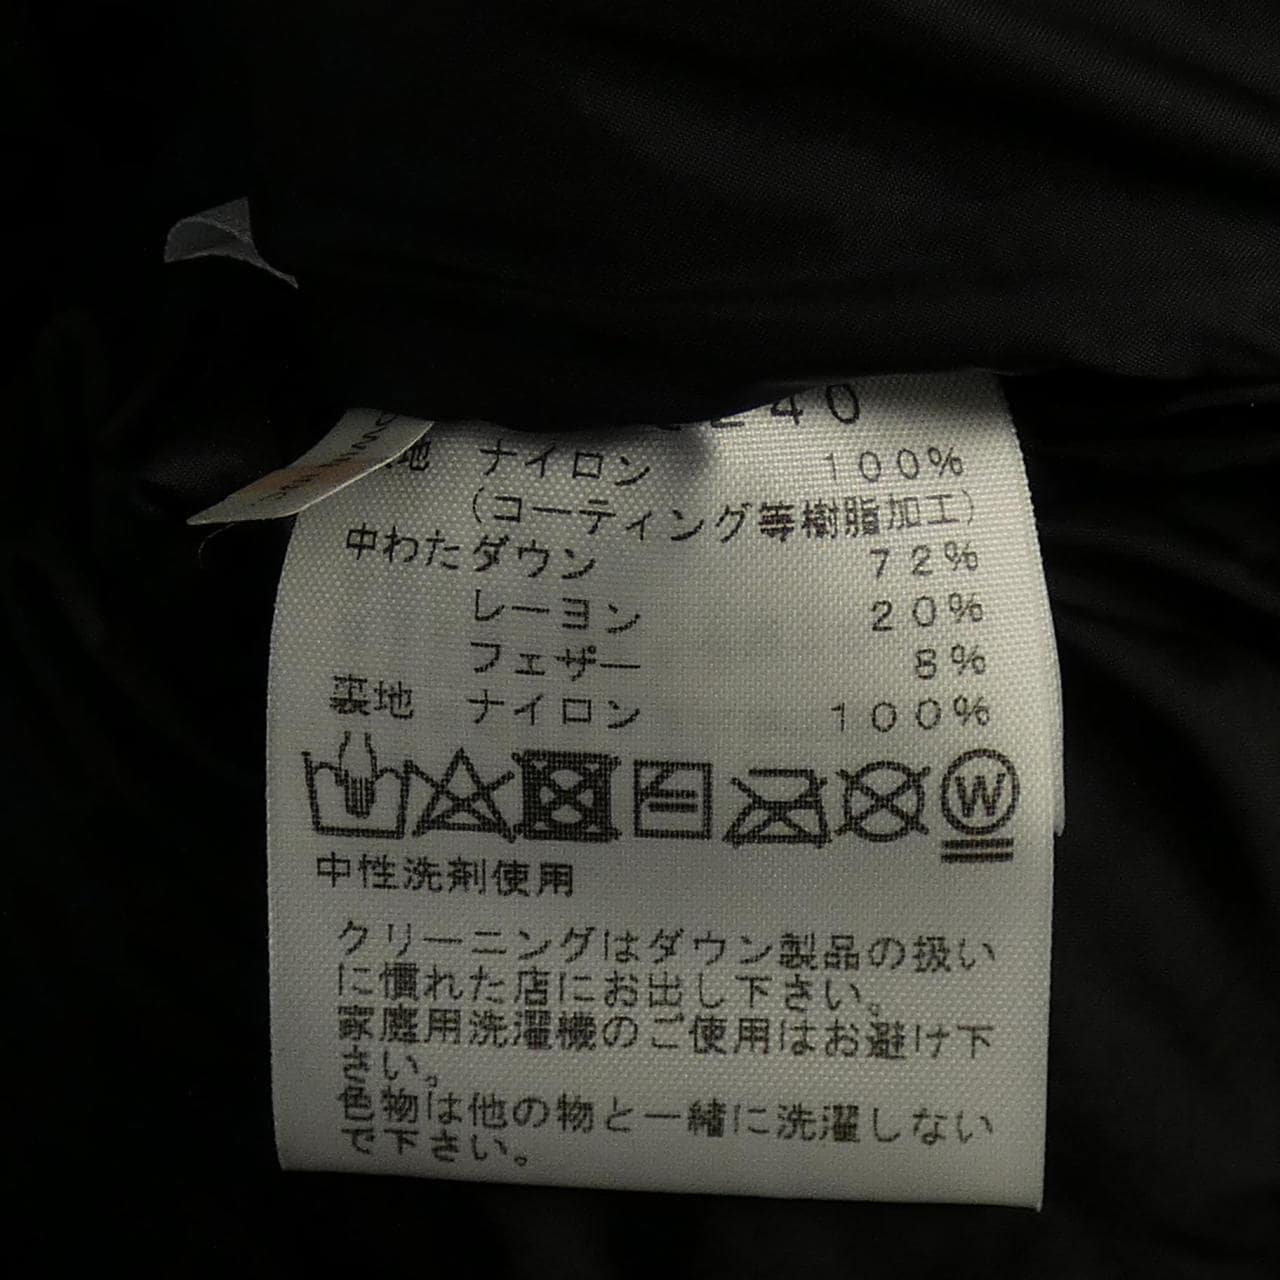 240
地 ナイロン 100%
(コーティング等樹脂加工)
中わた ダウン 72%
レーヨン 20%
フェザー 8%
裏地 ナイロン 100%
W
中性洗剤使用
クリーニングはダウン製品の扱い
に慣れた店にお出し下さい。
家庭用洗濯機のご使用はお避け下
さい。
色物は他の物と一緒に洗濯しない
で下さい。